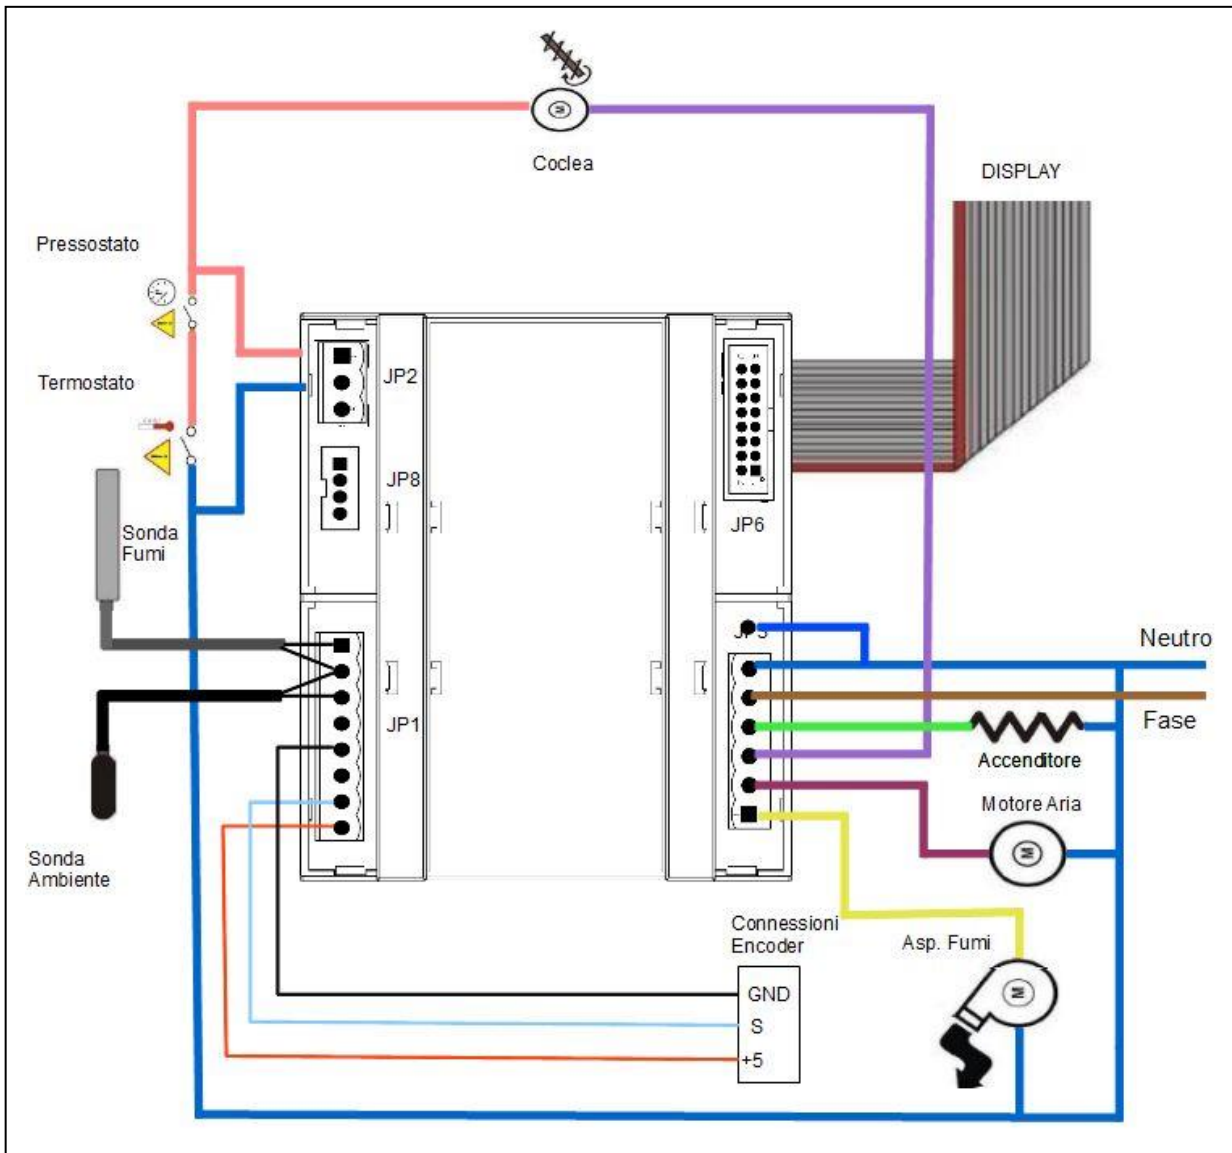 Coclea
DISPLAY
Pressostato
Termostato
JP2
JP8
JP6
Sonda
Fumi
Neutro
Fase
JP1
Accenditore
Motore Aria
Sonda
Ambiente
Connessioni
Encoder
Asp. Fumi
GND
S
+5
M
M
M